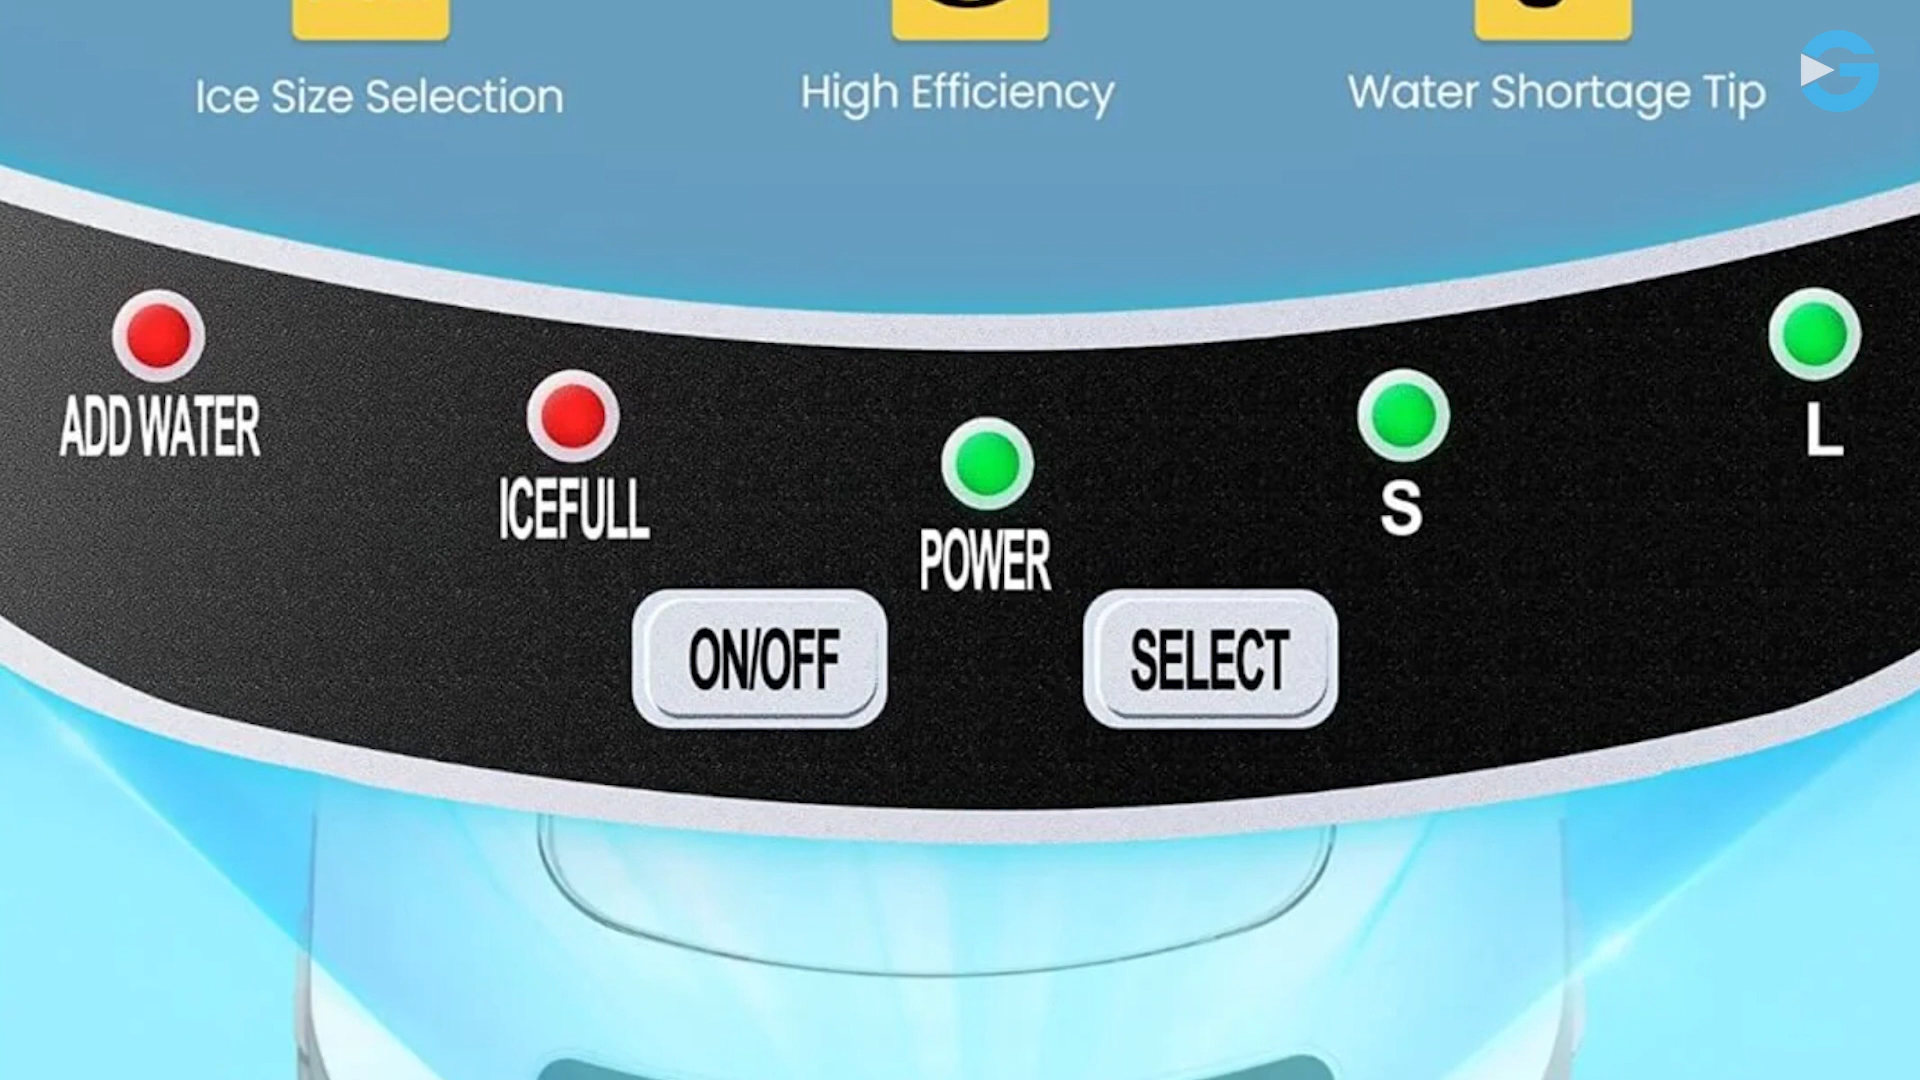 Ice Size Selection
High Efficiency
Water Shortage Tip
G
ADD WATER
ICEFULL
POWER
S
L
ON/OFF
SELECT